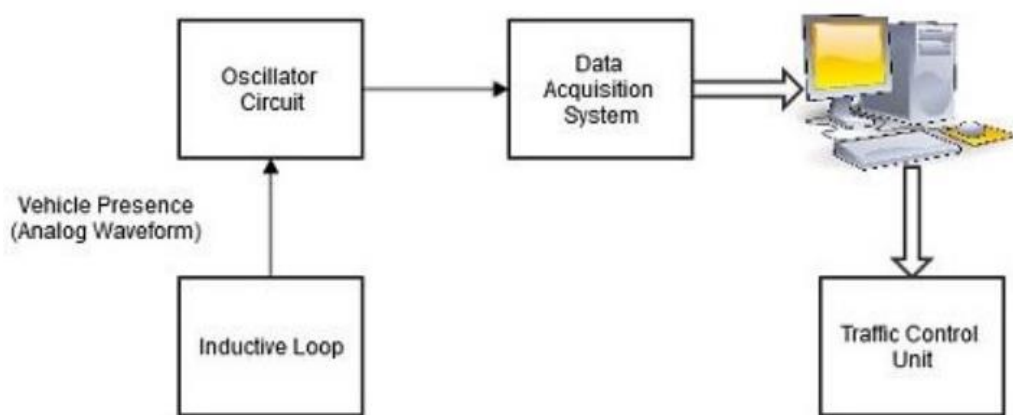 Oscillator
Circuit
Data
Acquisition
System
Vehicle Presence
(Analog Waveform)
Inductive Loop
Traffic Control
Unit